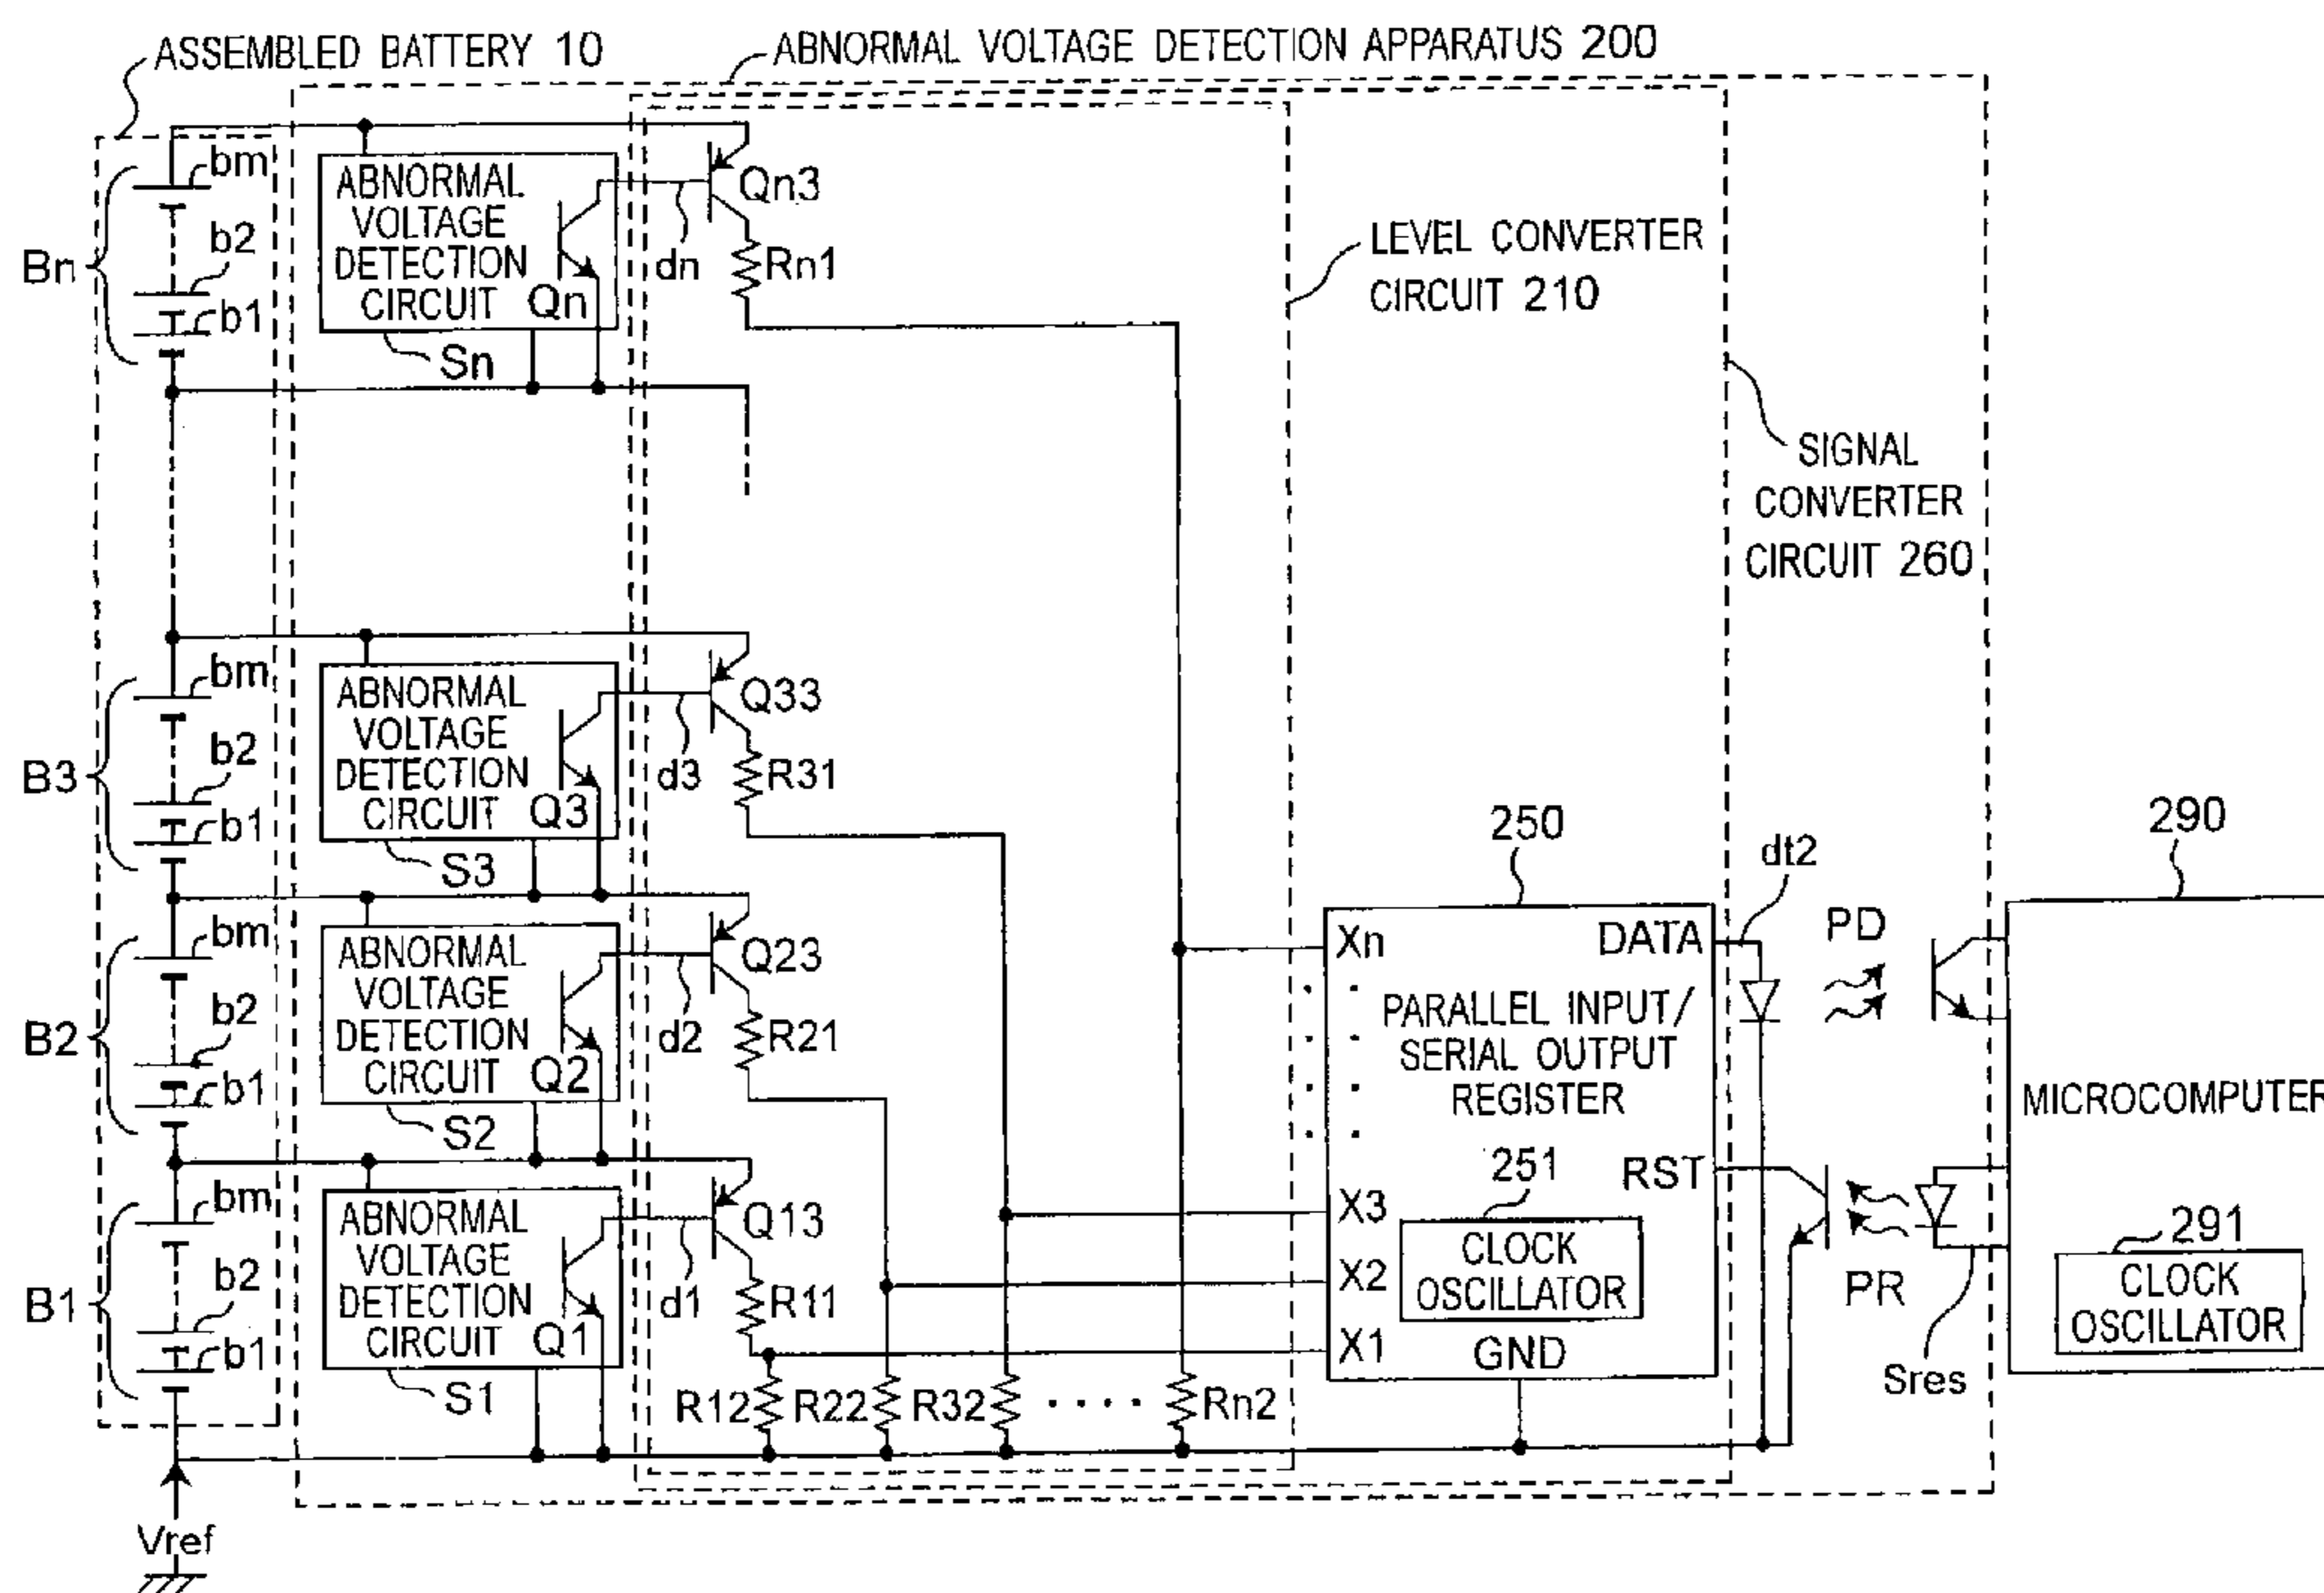 ASSEMBLED BATTERY 10
ABNORMAL VOLTAGE DETECTION APPARATUS 200
Bn
bm
b2
b1
ABNORMAL
VOLTAGE
DETECTION
CIRCUIT
Qn
Sn
dn
Qn3
Rn1
LEVEL CONVERTER
CIRCUIT 210
SIGNAL
CONVERTER
CIRCUIT 260
B3
bm
b2
b1
ABNORMAL
VOLTAGE
DETECTION
CIRCUIT
Q3
S3
d3
Q33
R31
B2
bm
b2
b1
ABNORMAL
VOLTAGE
DETECTION
CIRCUIT
Q2
S2
d2
Q23
R21
B1
bm
b2
b1
ABNORMAL
VOLTAGE
DETECTION
CIRCUIT
Q1
S1
d1
Q13
R11
R12
R22
R32
Rn2
250
Xn
DATA
PARALLEL INPUT/
SERIAL OUTPUT
REGISTER
251
RST
X3
X2
X1
CLOCK
OSCILLATOR
GND
dt2
PD
PR
Sres
290
MICROCOMPUTER
291
CLOCK
OSCILLATOR
Vref